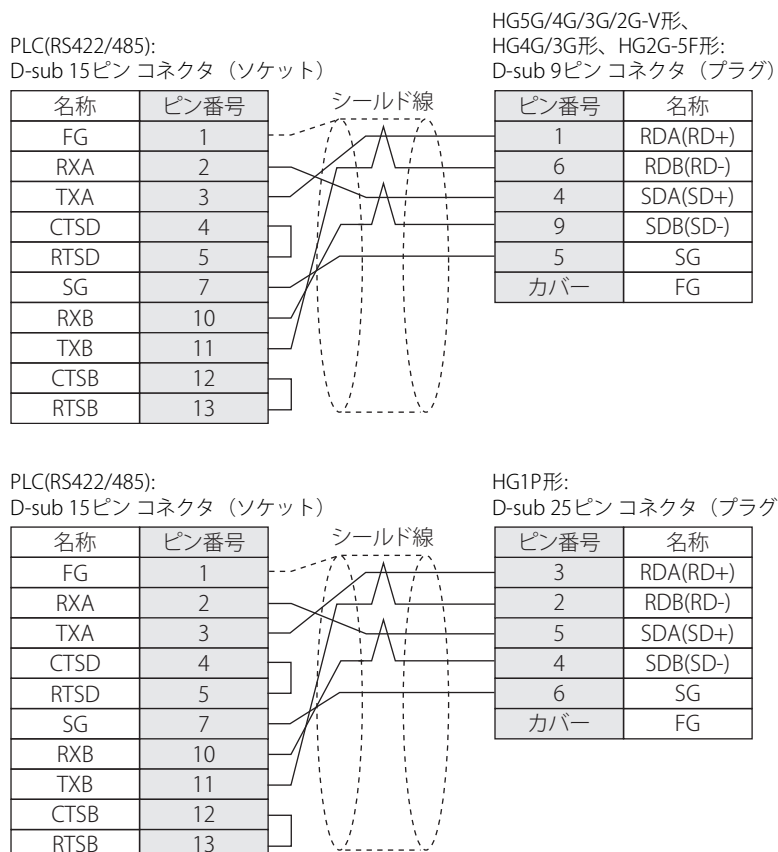 PLC(RS422/485):
D-sub 15ピン コネクタ（ソケット）
HG5G/4G/3G/2G-V形、
HG4G/3G形、HG2G-5F形:
D-sub 9ピン コネクタ（プラグ）
名称 ピン番号
FG 1
RXA 2
TXA 3
CTSD 4
RTSD 5
SG 7
RXB 10
TXB 11
CTSB 12
RTSB 13
シールド線
ピン番号 名称
1 RDA(RD+)
6 RDB(RD-)
4 SDA(SD+)
9 SDB(SD-)
5 SG
カバー FG
PLC(RS422/485):
D-sub 15ピン コネクタ（ソケット）
HG1P形:
D-sub 25ピン コネクタ（プラグ
名称 ピン番号
FG 1
RXA 2
TXA 3
CTSD 4
RTSD 5
SG 7
RXB 10
TXB 11
CTSB 12
RTSB 13
シールド線
ピン番号 名称
3 RDA(RD+)
2 RDB(RD-)
5 SDA(SD+)
4 SDB(SD-)
6 SG
カバー FG